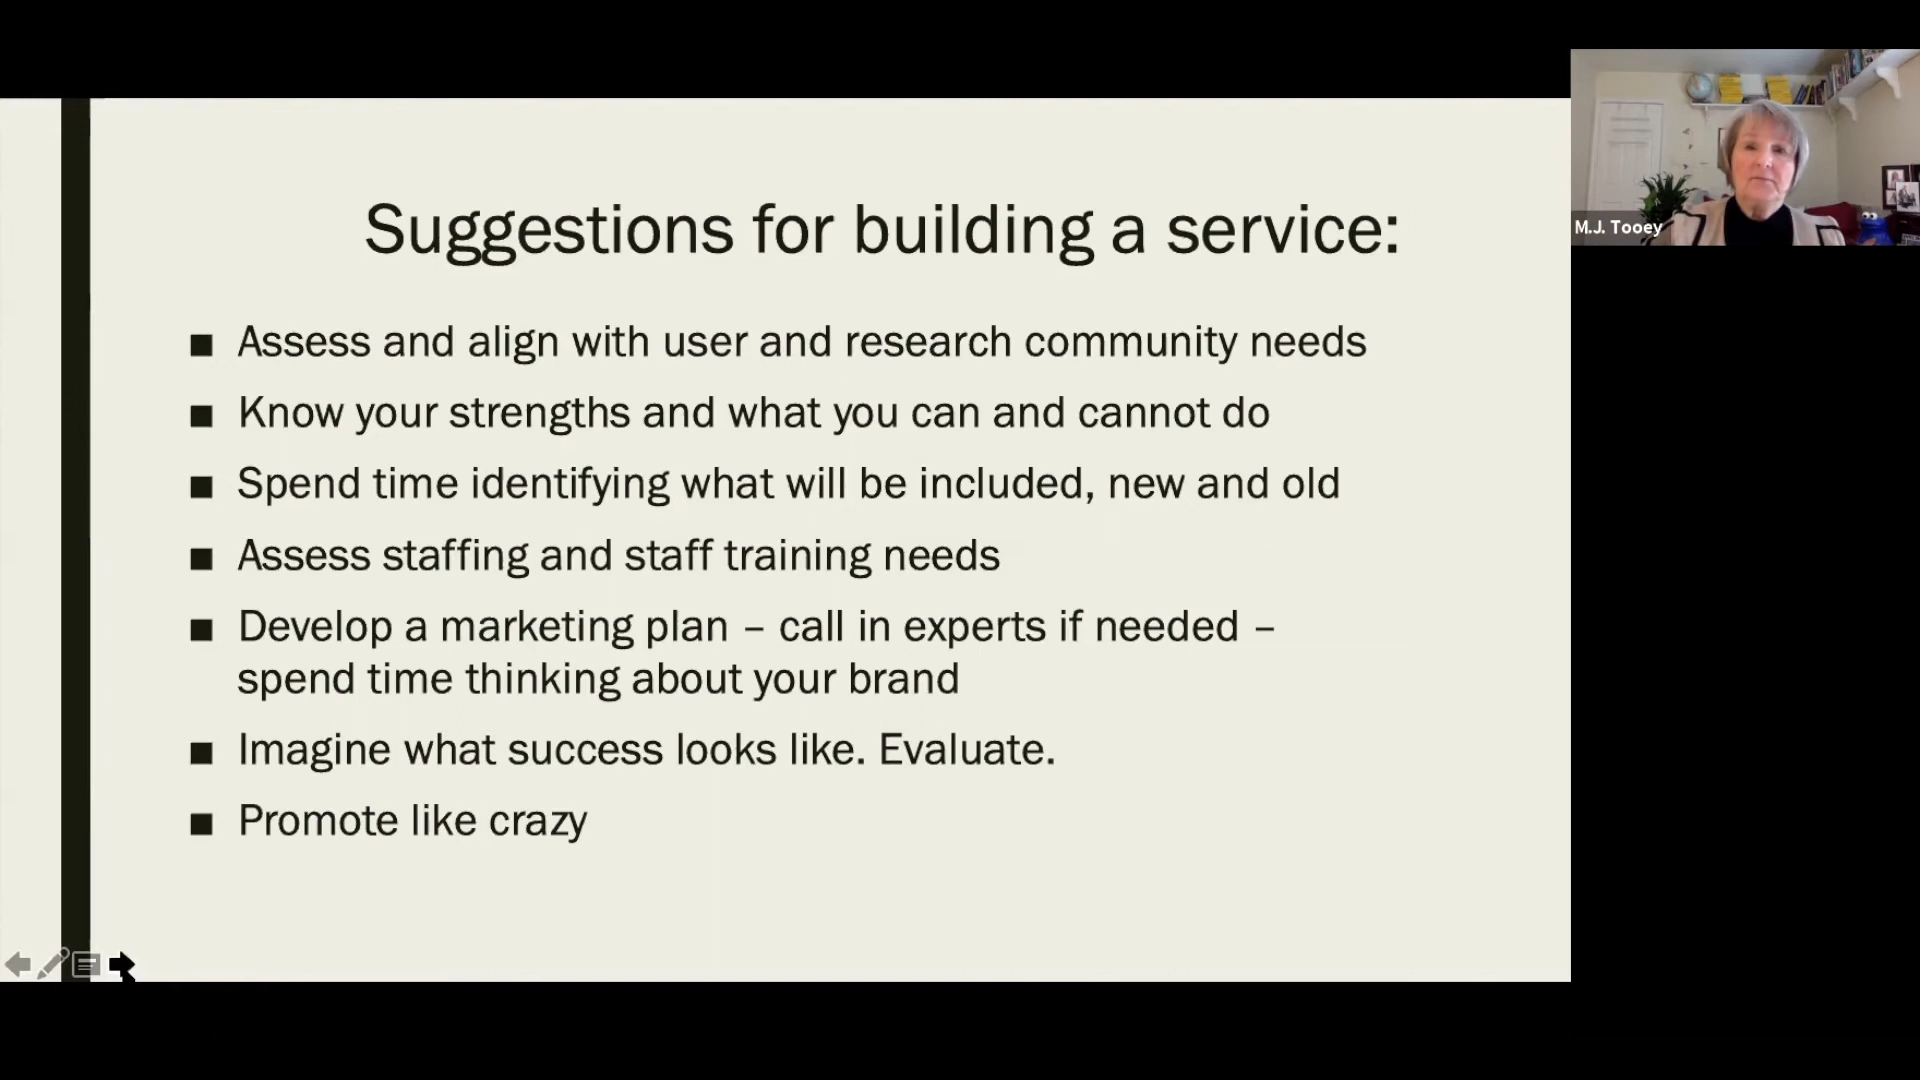 Suggestions for building a service:
■ Assess and align with user and research community needs
■ Know your strengths and what you can and cannot do
■ Spend time identifying what will be included, new and old
■ Assess staffing and staff training needs
■ Develop a marketing plan – call in experts if needed –
spend time thinking about your brand
■ Imagine what success looks like. Evaluate.
■ Promote like crazy
M.J. Tooey